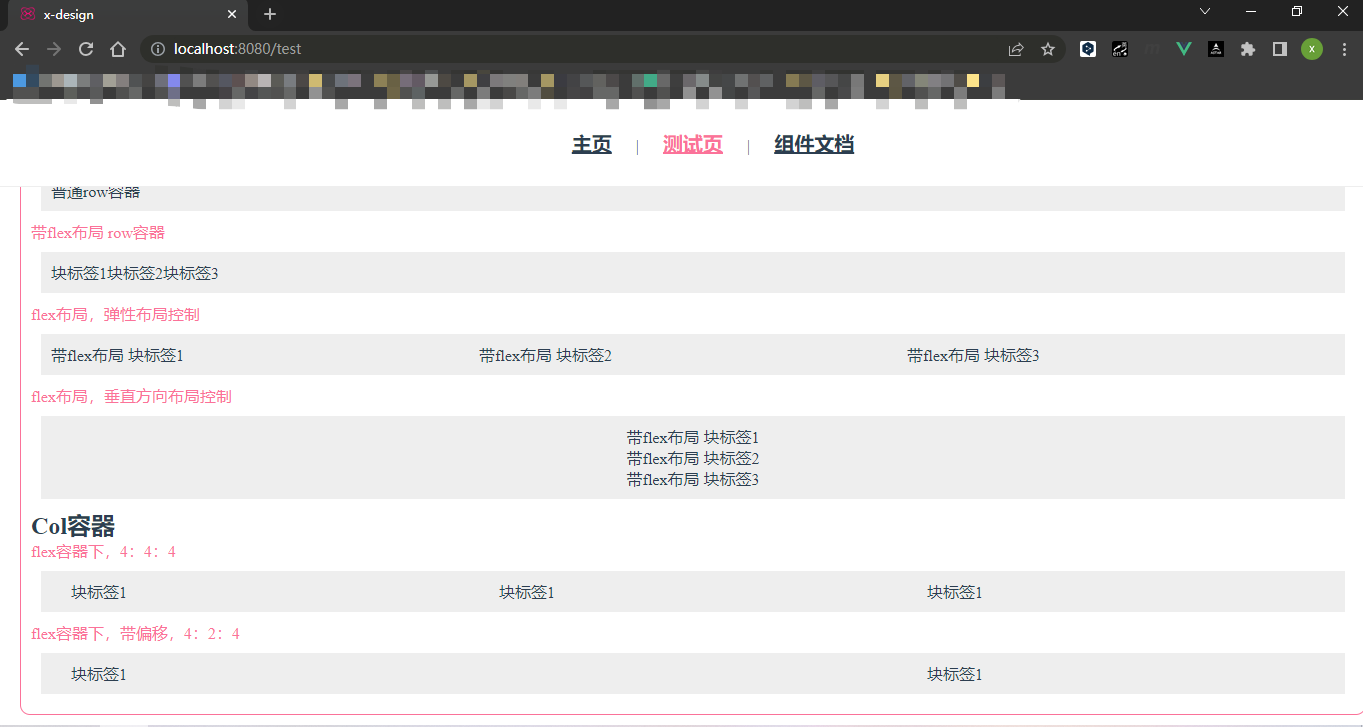 x-design
localhost:8080/test
主页 | 测试页 | 组件文档
普通row容器
带flex布局 row容器
块标签1块标签2块标签3
flex布局，弹性布局控制
带flex布局 块标签1 带flex布局 块标签2 带flex布局 块标签3
flex布局，垂直方向布局控制
带flex布局 块标签1
带flex布局 块标签2
带flex布局 块标签3
Col容器
flex容器下，4：4：4
块标签1 块标签1 块标签1
flex容器下，带偏移，4：2：4
块标签1 块标签1